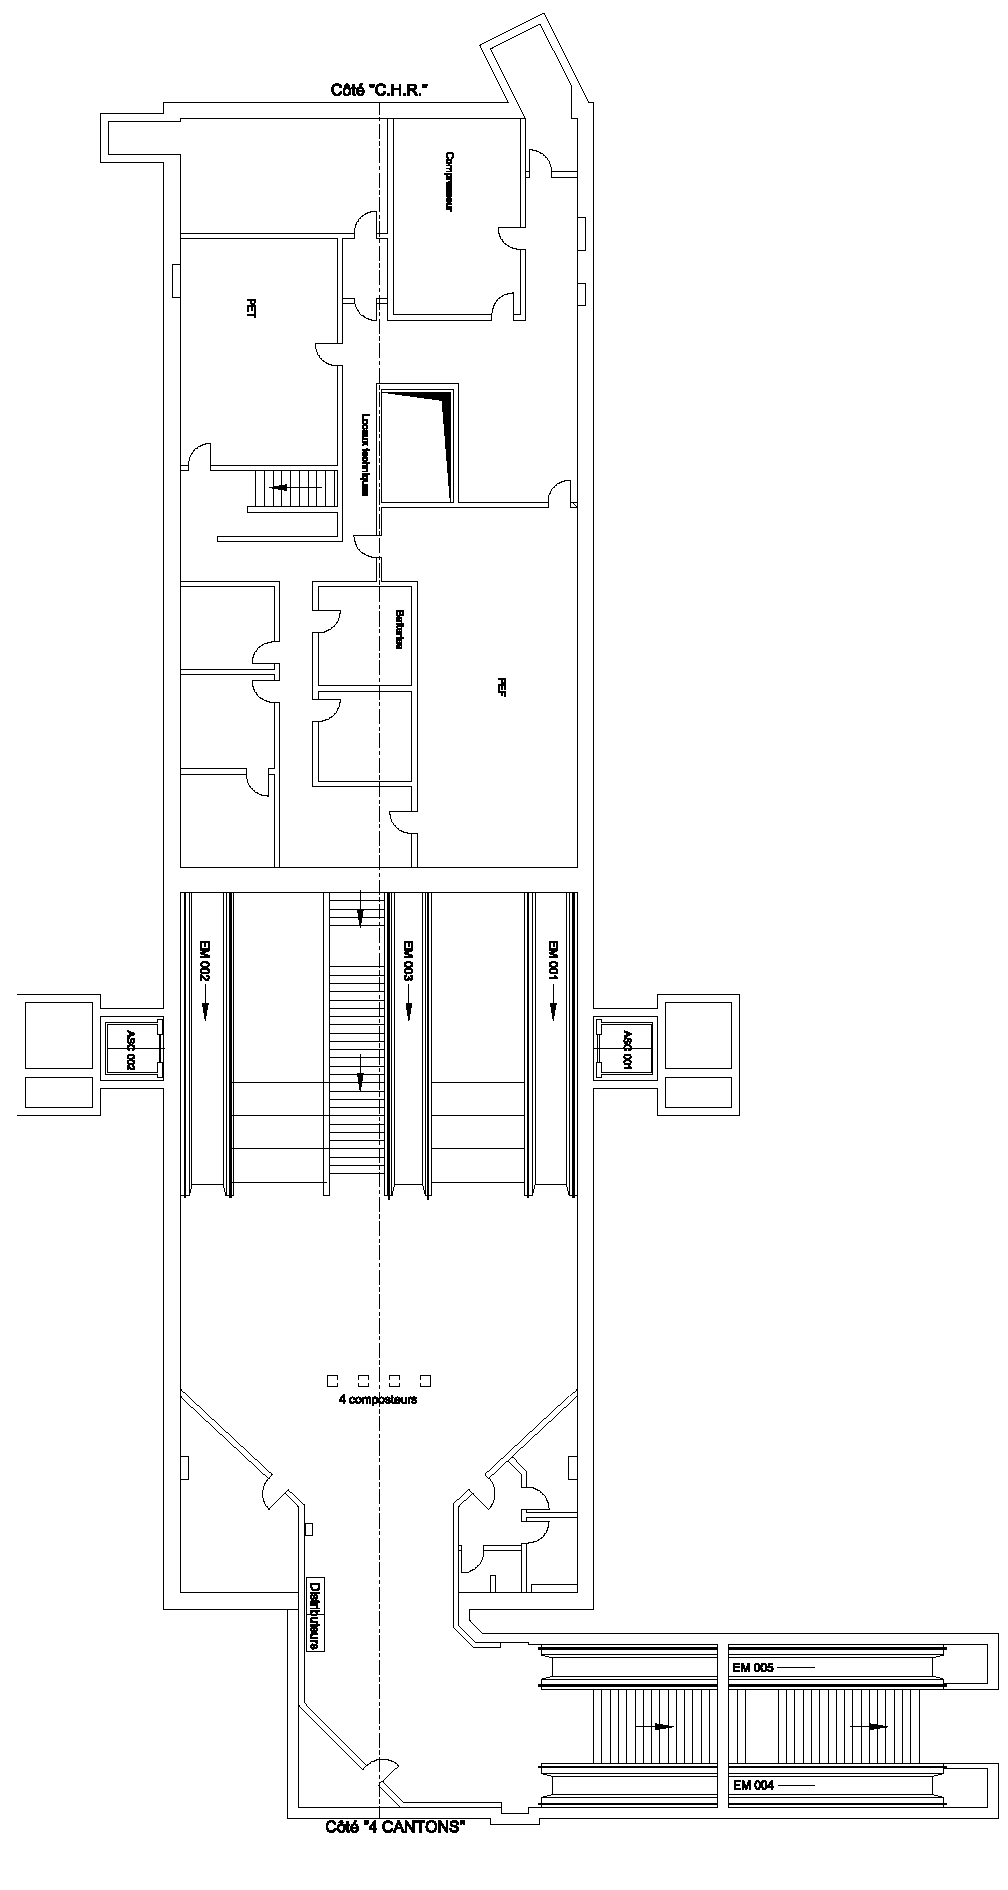 Côté "C.H.R."
Compresseur
PET
Locaux techniques
Batteries
PEF
EM 002
EM 003
EM 001
ASC 002
ASC 001
4 composteurs
Distributeurs
EM 005
EM 004
Côté "4 CANTONS"